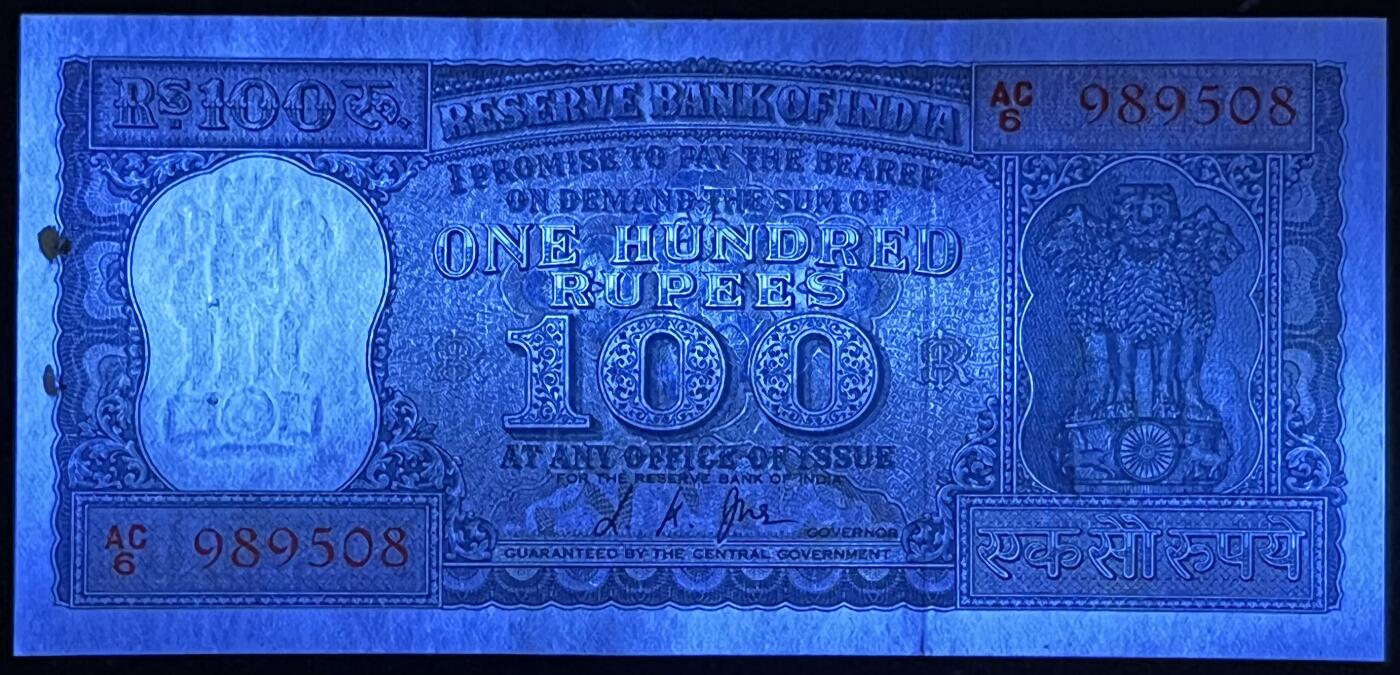 Rs 100 रु.
RESERVE BANK OF INDIA
AC
6 989508
I PROMISE TO PAY THE BEARER
ON DEMAND THE SUM OF
ONE HUNDRED
RUPEES
100
AT ANY OFFICE OF ISSUE
FOR THE RESERVE BANK OF INDIA
L. K. Jha
GOVERNOR
GUARANTEED BY THE CENTRAL GOVERNMENT
AC
6 989508
एक सौ रुपये